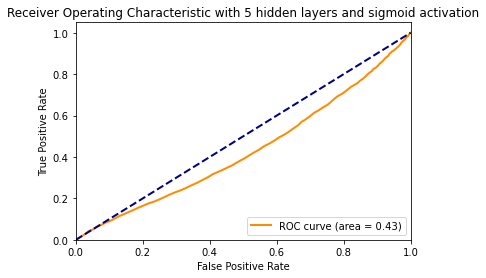 Receiver Operating Characteristic with 5 hidden layers and sigmoid activation
1.0
0.8
0.6
0.4
0.2
0.0
True Positive Rate
ROC curve (area = 0.43)
0.0 0.2 0.4 0.6 0.8 1.0
False Positive Rate